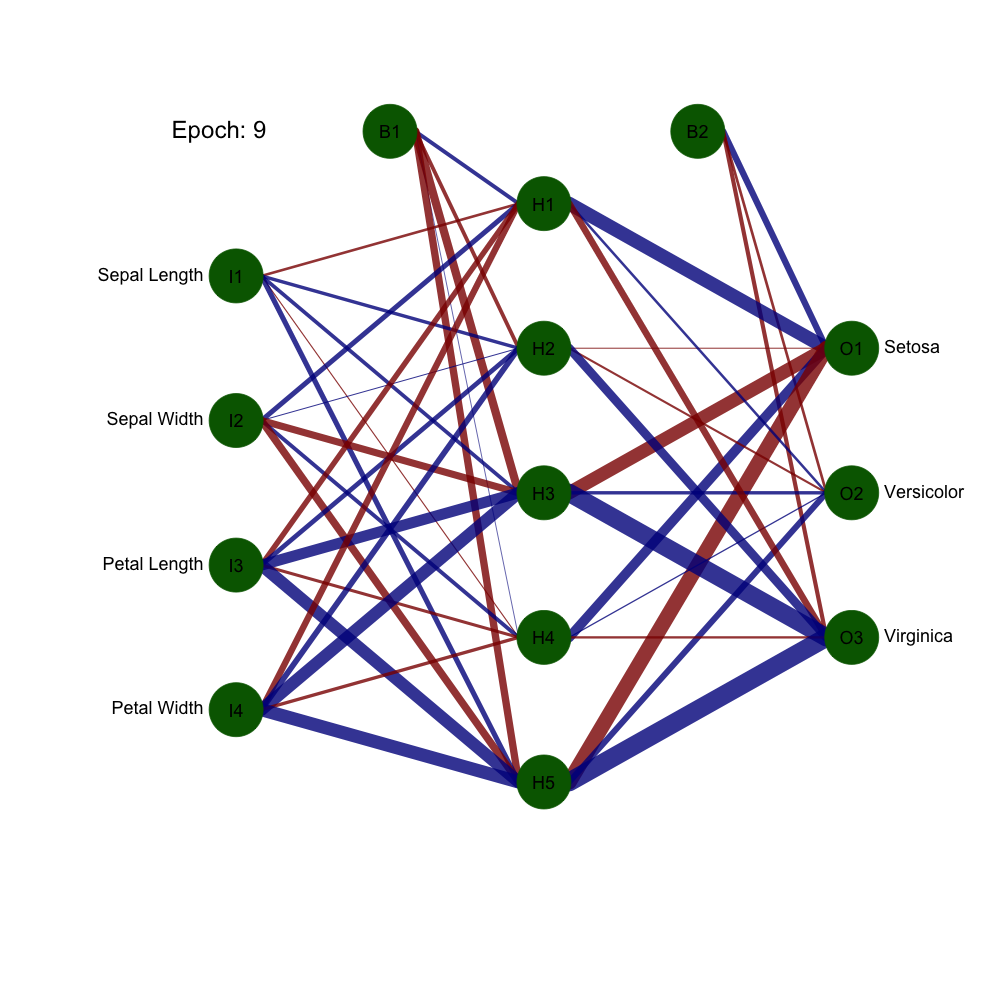 Epoch: 9
B1
B2
H1
Sepal Length
I1
H2
O1
Setosa
Sepal Width
I2
H3
O2
Versicolor
Petal Length
I3
H4
O3
Virginica
Petal Width
I4
H5